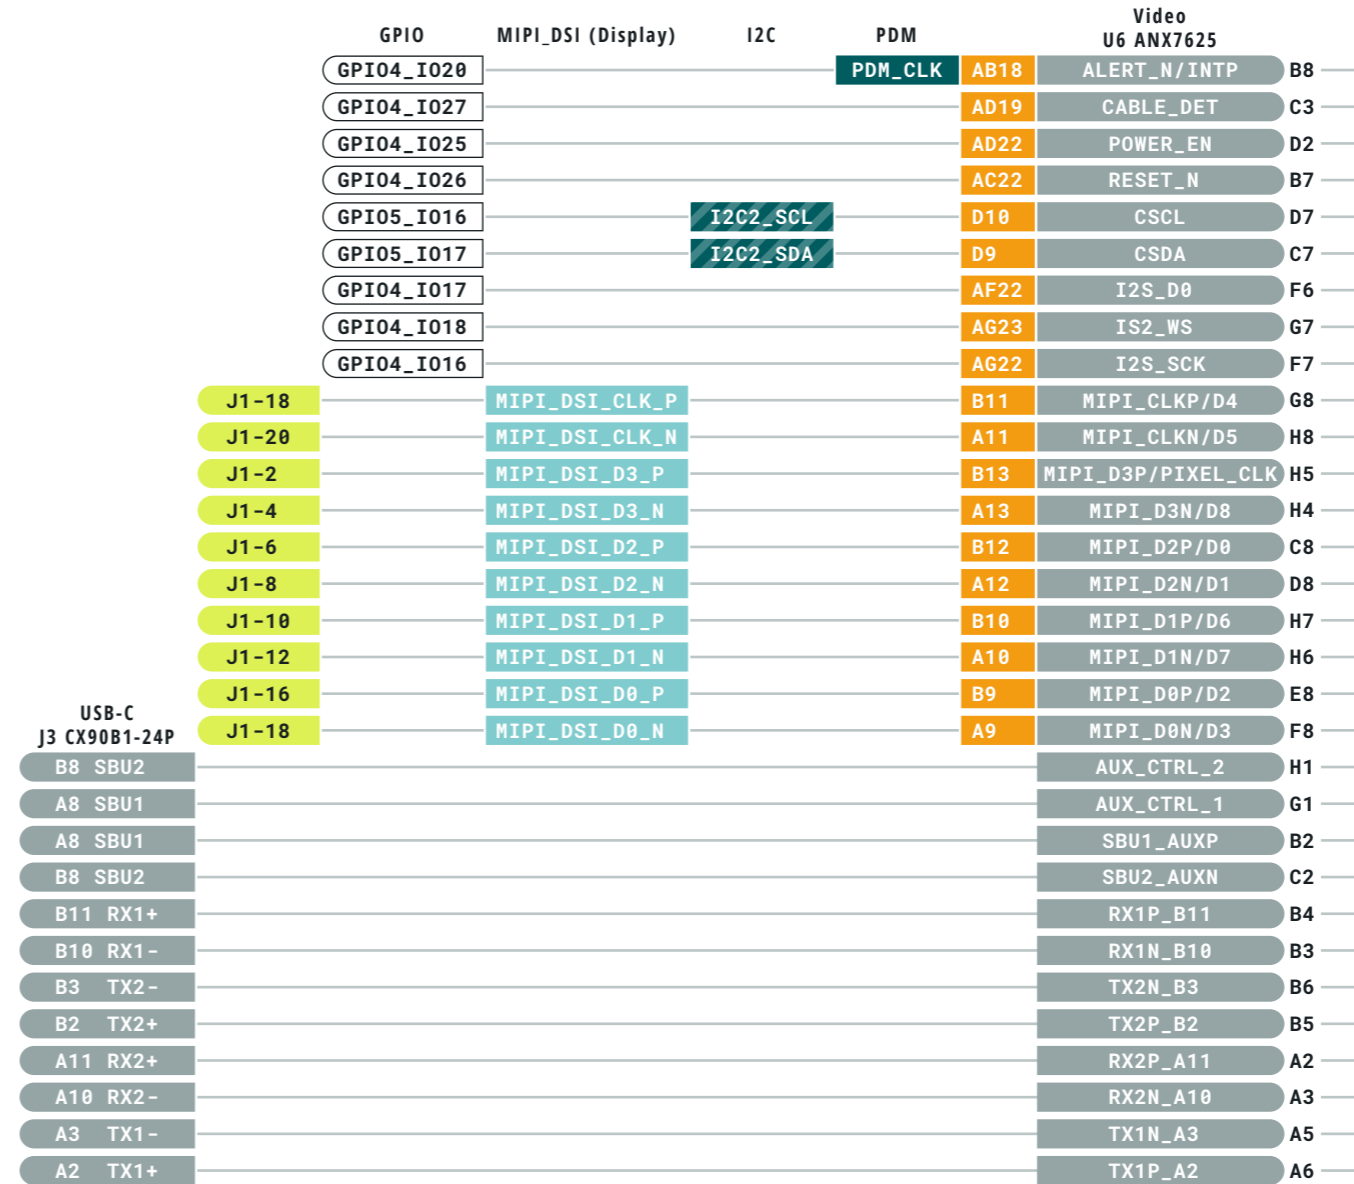 GPIO MIPI_DSI (Display) I2C PDM Video
U6 ANX7625
GPIO4_IO20 PDM_CLK AB18 ALERT_N/INTP B8
GPIO4_IO27 AD19 CABLE_DET C3
GPIO4_IO25 AD22 POWER_EN D2
GPIO4_IO26 AC22 RESET_N B7
GPIO5_IO16 I2C2_SCL D10 CSCL D7
GPIO5_IO17 I2C2_SDA D9 CSDA C7
GPIO4_IO17 AF22 I2S_D0 F6
GPIO4_IO18 AG23 IS2_WS G7
GPIO4_IO16 AG22 I2S_SCK F7
J1-18 MIPI_DSI_CLK_P B11 MIPI_CLKP/D4 G8
J1-20 MIPI_DSI_CLK_N A11 MIPI_CLKN/D5 H8
J1-2 MIPI_DSI_D3_P B13 MIPI_D3P/PIXEL_CLK H5
J1-4 MIPI_DSI_D3_N A13 MIPI_D3N/D8 H4
J1-6 MIPI_DSI_D2_P B12 MIPI_D2P/D0 C8
J1-8 MIPI_DSI_D2_N A12 MIPI_D2N/D1 D8
J1-10 MIPI_DSI_D1_P B10 MIPI_D1P/D6 H7
J1-12 MIPI_DSI_D1_N A10 MIPI_D1N/D7 H6
J1-16 MIPI_DSI_D0_P B9 MIPI_D0P/D2 E8
J1-18 MIPI_DSI_D0_N A9 MIPI_D0N/D3 F8
USB-C
J3 CX90B1-24P
B8 SBU2 AUX_CTRL_2 H1
A8 SBU1 AUX_CTRL_1 G1
A8 SBU1 SBU1_AUXP B2
B8 SBU2 SBU2_AUXN C2
B11 RX1+ RX1P_B11 B4
B10 RX1- RX1N_B10 B3
B3 TX2- TX2N_B3 B6
B2 TX2+ TX2P_B2 B5
A11 RX2+ RX2P_A11 A2
A10 RX2- RX2N_A10 A3
A3 TX1- TX1N_A3 A5
A2 TX1+ TX1P_A2 A6